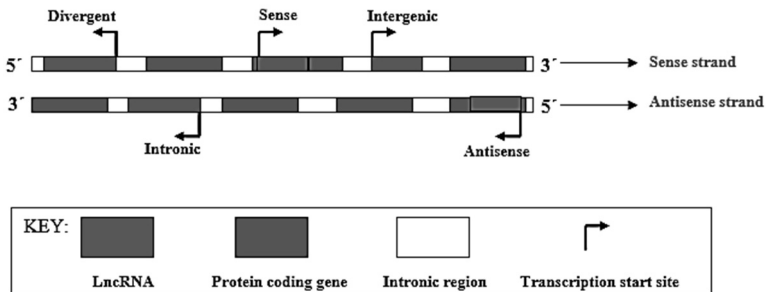 Divergent Sense Intergenic
5´ 3´ Sense strand
3´ 5´ Antisense strand
Intronic Antisense
KEY:
LncRNA Protein coding gene Intronic region Transcription start site